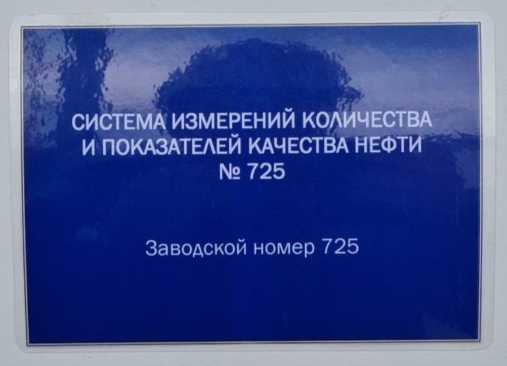 СИСТЕМА ИЗМЕРЕНИЙ КОЛИЧЕСТВА
И ПОКАЗАТЕЛЕЙ КАЧЕСТВА НЕФТИ
№ 725
Заводской номер 725